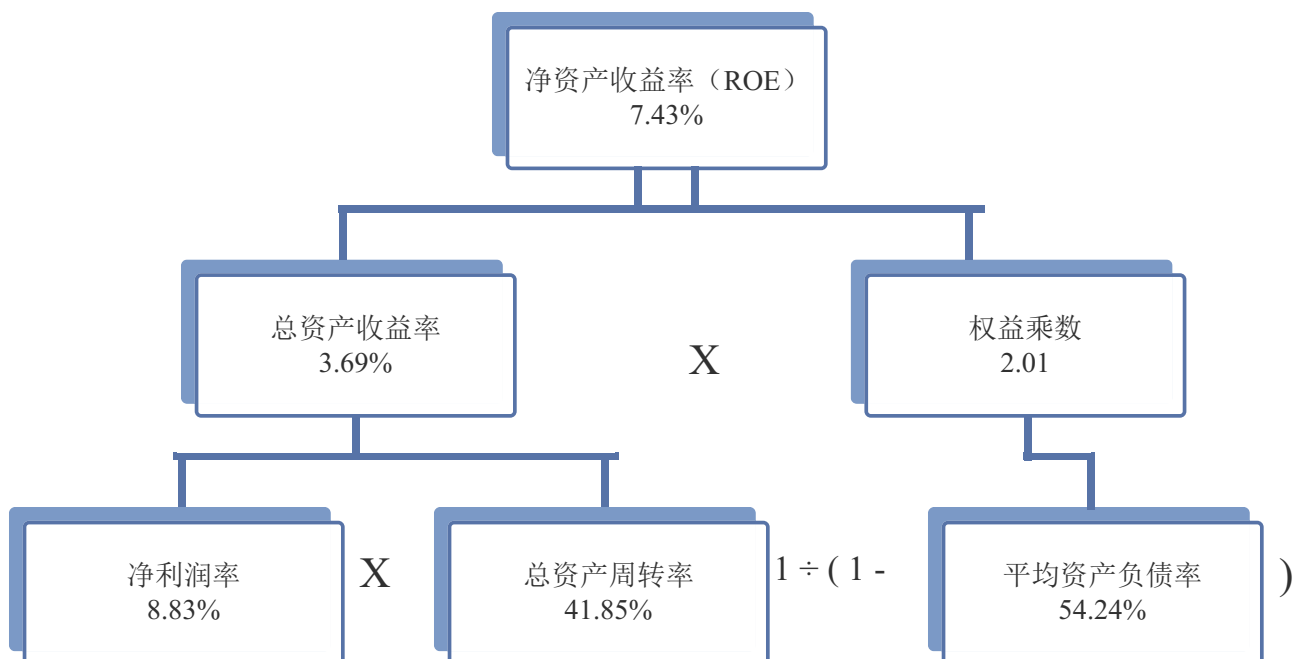 净资产收益率（ROE）
7.43%
总资产收益率
3.69%
X
权益乘数
2.01
净利润率
8.83%
X
总资产周转率
41.85%
1 ÷ ( 1 -
平均资产负债率
54.24%
)